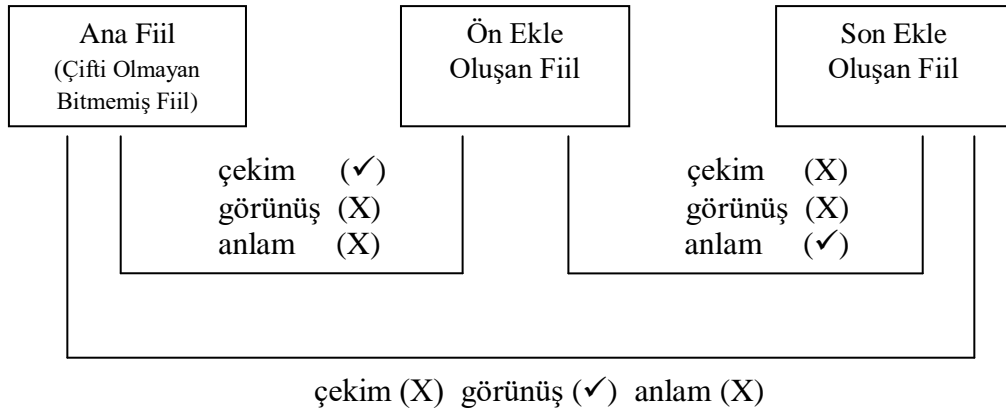 Ana Fiil
(Çifti Olmayan
Bitmemiş Fiil)
Ön Ekle
Oluşan Fiil
Son Ekle
Oluşan Fiil
çekim (✓)
görünüş (X)
anlam (X)
çekim (X)
görünüş (X)
anlam (✓)
çekim (X) görünüş (✓) anlam (X)